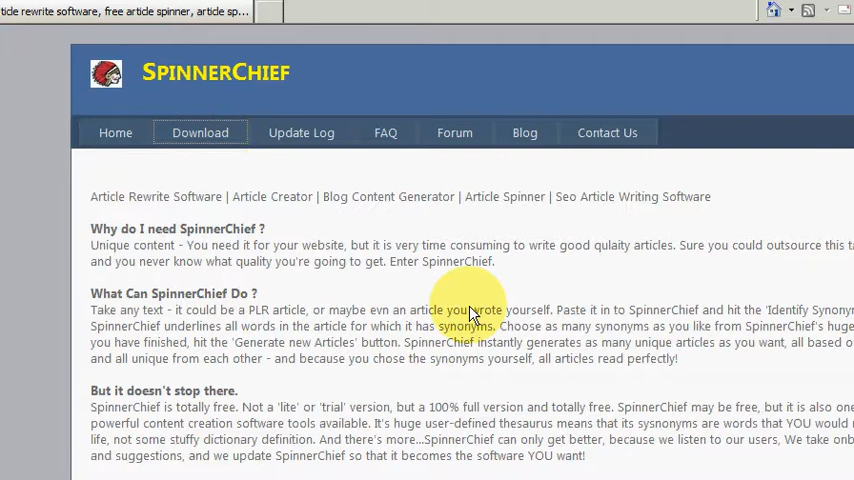 ticle rewrite software, free article spinner, article sp...
SPINNERCHIEF
Home Download Update Log FAQ Forum Blog Contact Us
Article Rewrite Software | Article Creator | Blog Content Generator | Article Spinner | Seo Article Writing Software
Why do I need SpinnerChief ?
Unique content - You need it for your website, but it is very time consuming to write good qulaity articles. Sure you could outsource this ta
and you never know what quality you're going to get. Enter SpinnerChief.
What Can SpinnerChief Do ?
Take any text - it could be a PLR article, or maybe evn an article you wrote yourself. Paste it in to SpinnerChief and hit the 'Identify Synony
SpinnerChief underlines all words in the article for which it has synonyms. Choose as many synonyms as you like from SpinnerChief's huge
you have finished, hit the 'Generate new Articles' button. SpinnerChief instantly generates as many unique articles as you want, all based o
and all unique from each other - and because you chose the synonyms yourself, all articles read perfectly!
But it doesn't stop there.
SpinnerChief is totally free. Not a 'lite' or 'trial' version, but a 100% full version and totally free. SpinnerChief may be free, but it is also one
powerful content creation software tools available. It's huge user-defined thesaurus means that its sysnonyms are words that YOU would
life, not some stuffy dictionary definition. And there's more...SpinnerChief can only get better, because we listen to our users, We take onb
and suggestions, and we update SpinnerChief so that it becomes the software YOU want!